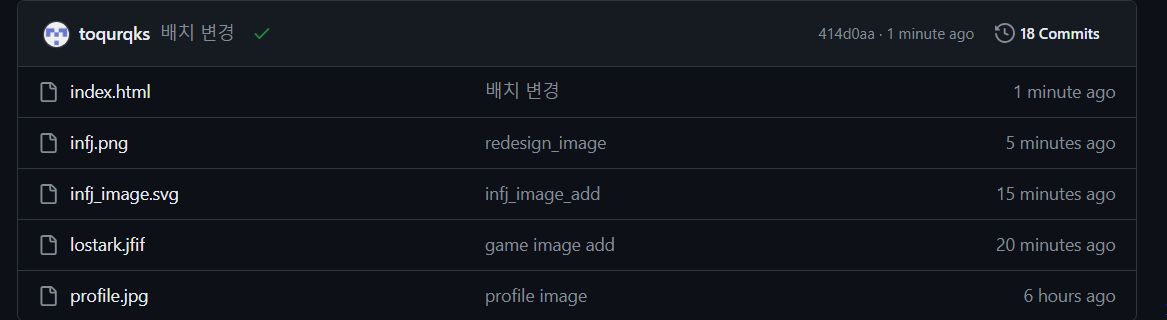 toqurqks 배치 변경 414d0aa · 1 minute ago 18 Commits
index.html 배치 변경 1 minute ago
infj.png redesign_image 5 minutes ago
infj_image.svg infj_image_add 15 minutes ago
lostark.jfif game image add 20 minutes ago
profile.jpg profile image 6 hours ago